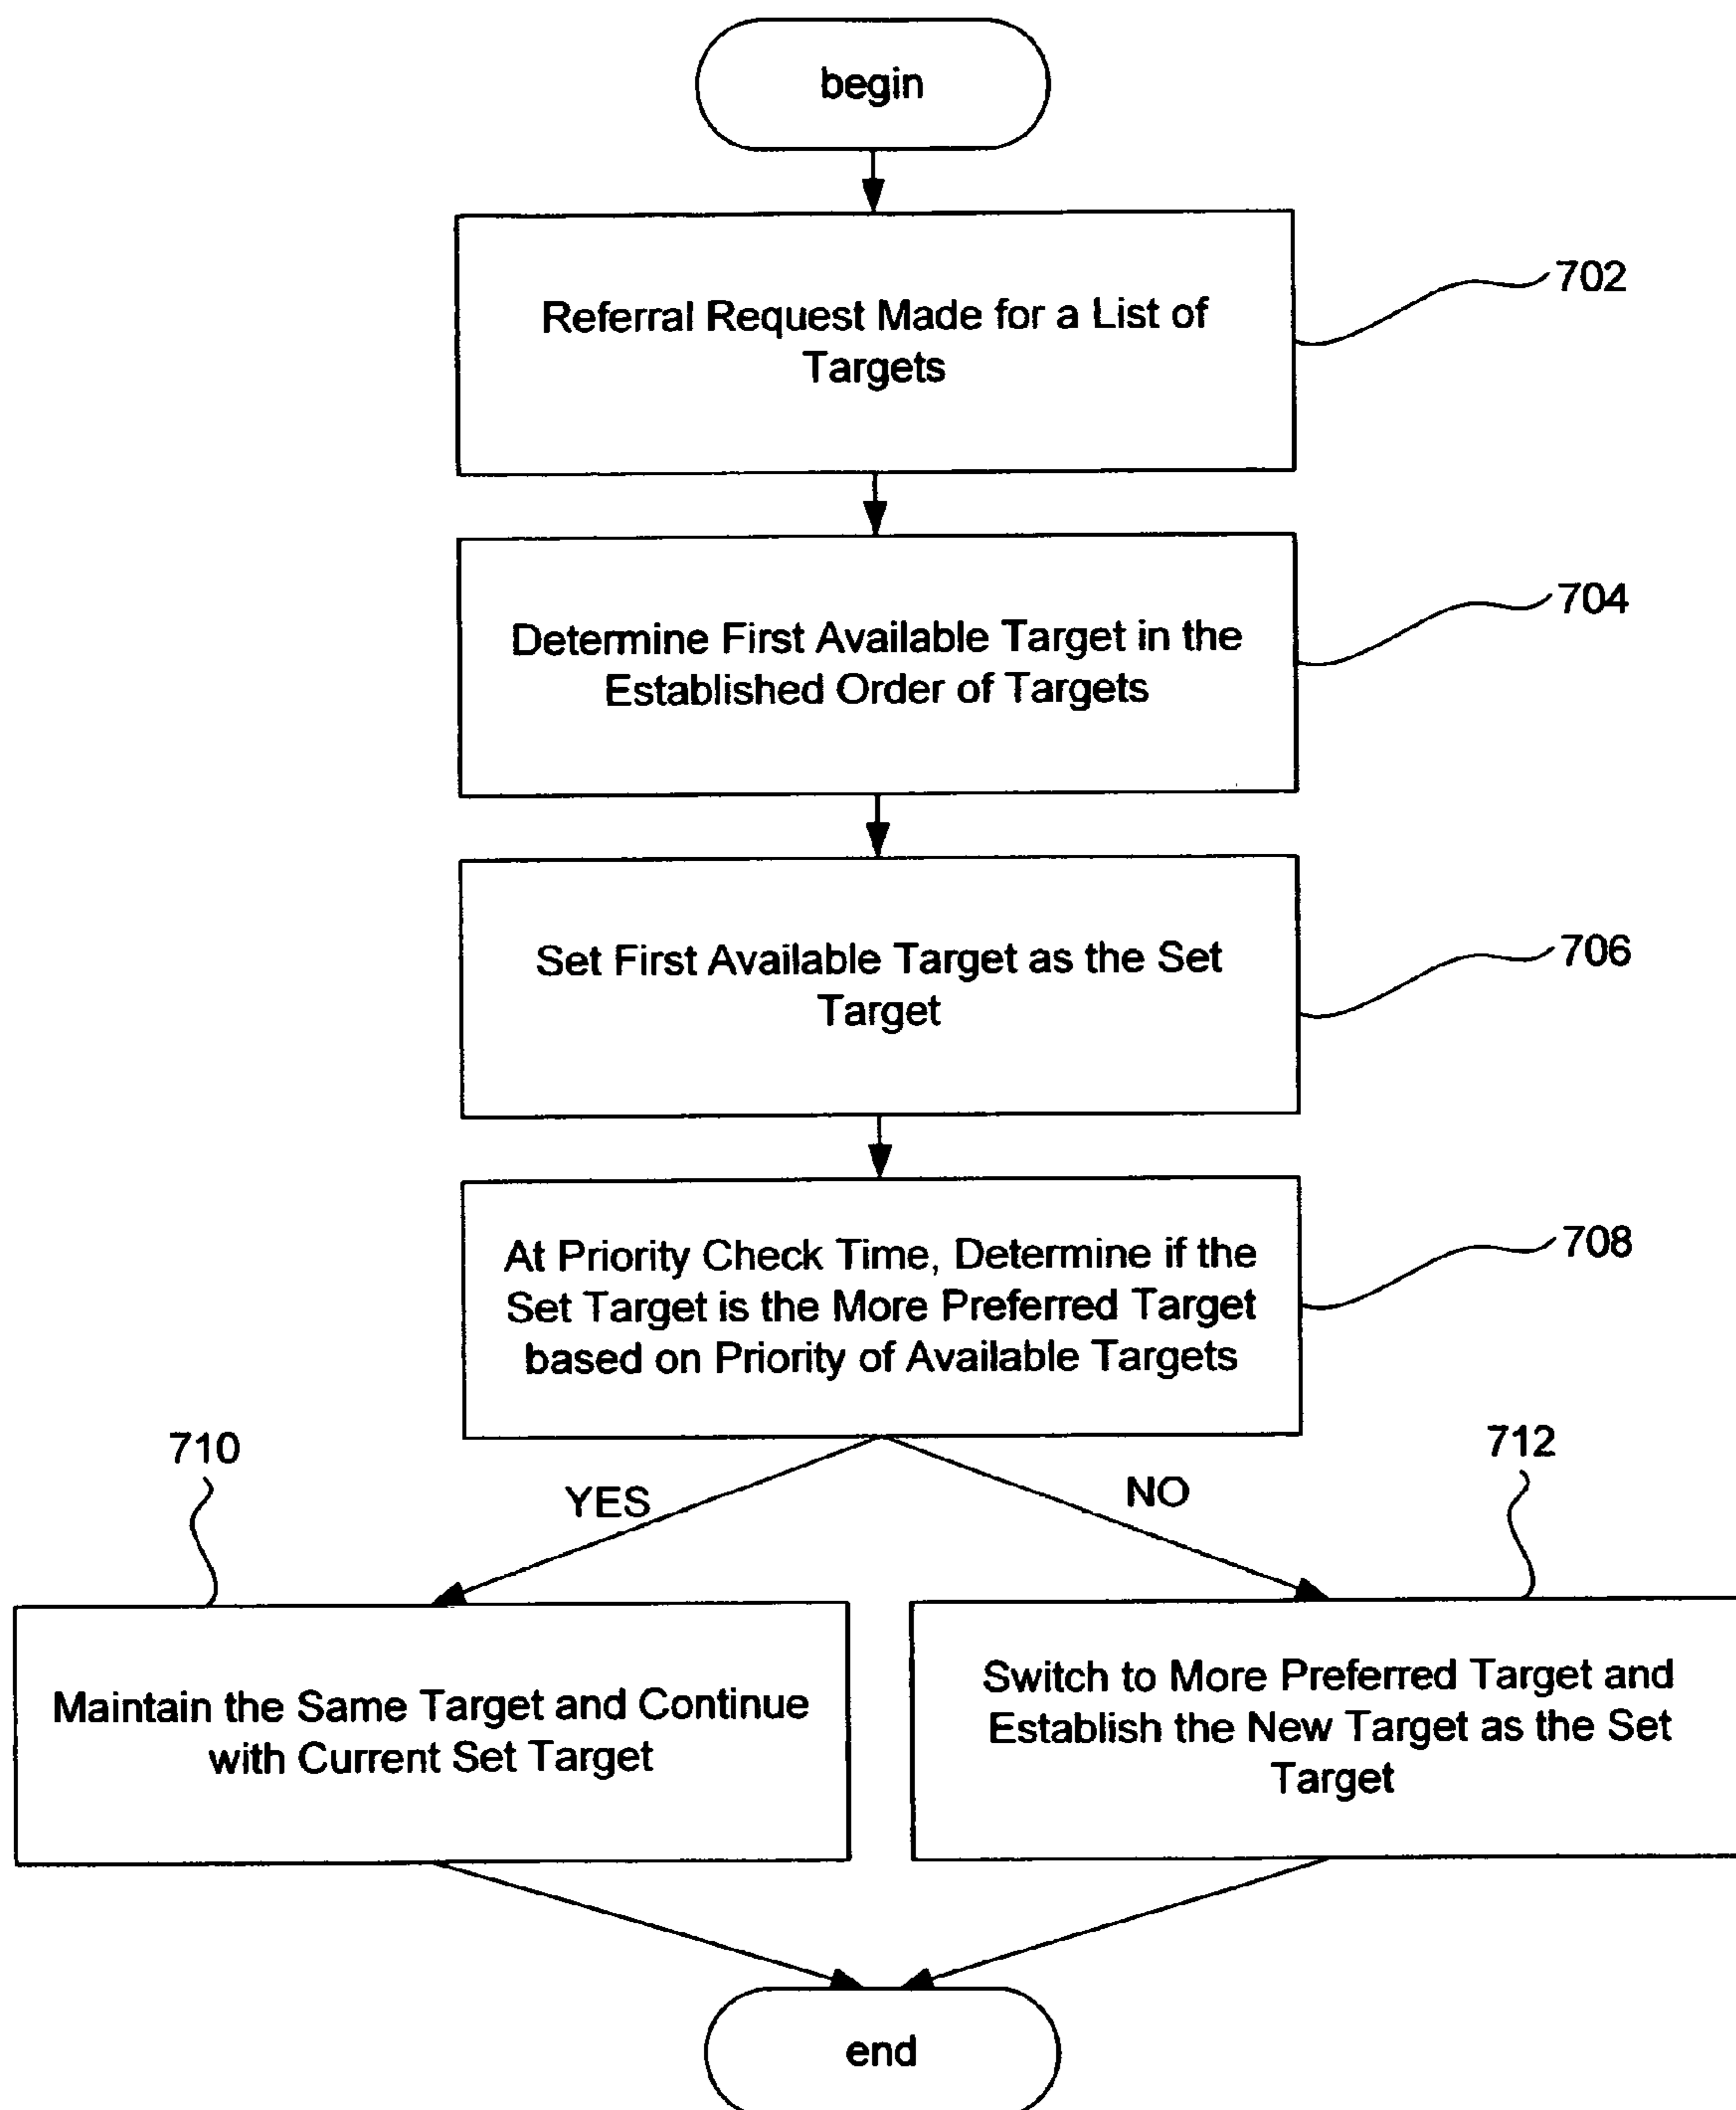 begin
Referral Request Made for a List of
Targets
702
Determine First Available Target in the
Established Order of Targets
704
Set First Available Target as the Set
Target
706
At Priority Check Time, Determine if the
Set Target is the More Preferred Target
based on Priority of Available Targets
708
710
712
YES
NO
Maintain the Same Target and Continue
with Current Set Target
Switch to More Preferred Target and
Establish the New Target as the Set
Target
end